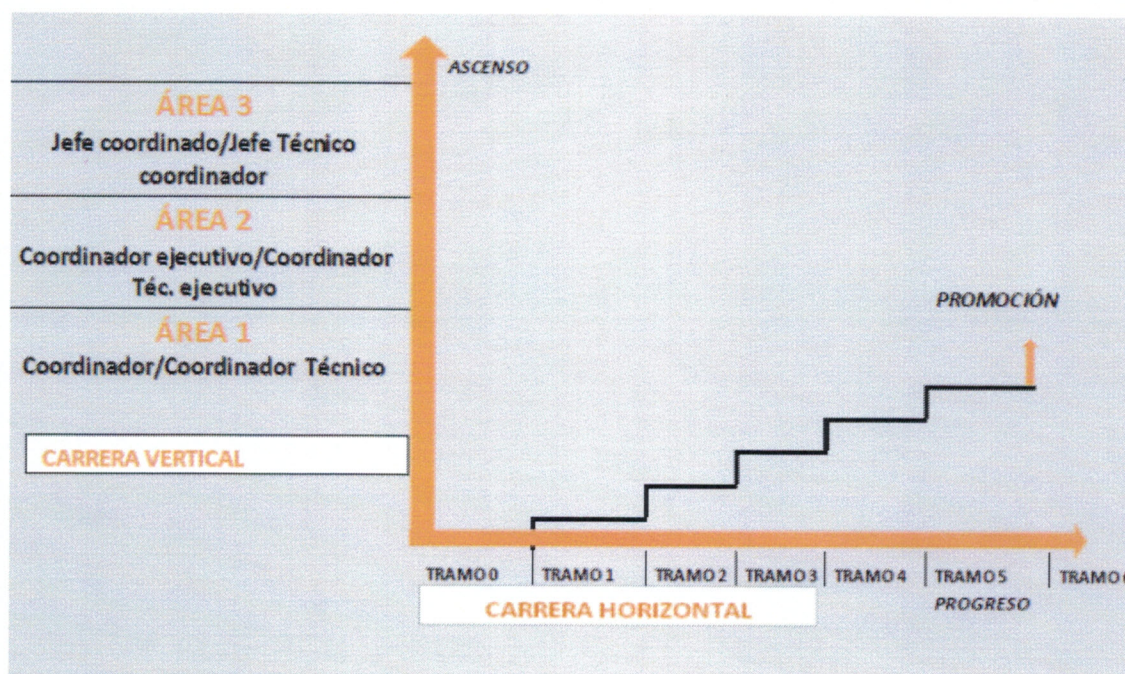 ASCENSO
ÁREA 3
Jefe coordinado/Jefe Técnico
coordinador
ÁREA 2
Coordinador ejecutivo/Coordinador
Téc. ejecutivo
ÁREA 1
Coordinador/Coordinador Técnico
PROMOCIÓN
CARRERA VERTICAL
TRAMO 0 TRAMO 1 TRAMO 2 TRAMO 3 TRAMO 4 TRAMO 5 TRAMO
CARRERA HORIZONTAL
PROGRESO